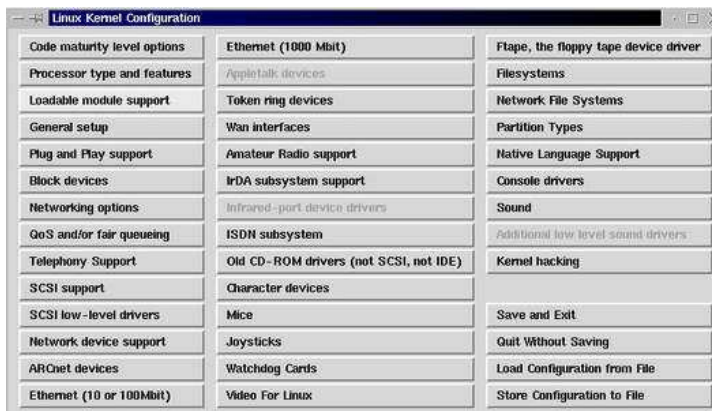 Linux Kernel Configuration
Code maturity level options
Processor type and features
Loadable module support
General setup
Plug and Play support
Block devices
Networking options
QoS and/or fair queueing
Telephony Support
SCSI support
SCSI low-level drivers
Network device support
ARCnet devices
Ethernet (10 or 100Mbit)
Ethernet (1000 Mbit)
Appletalk devices
Token ring devices
Wan interfaces
Amateur Radio support
IrDA subsystem support
Infrared-port device drivers
ISDN subsystem
Old CD-ROM drivers (not SCSI, not IDE)
Character devices
Mice
Joysticks
Watchdog Cards
Video For Linux
Ftape, the floppy tape device driver
Filesystems
Network File Systems
Partition Types
Native Language Support
Console drivers
Sound
Additional low level sound drivers
Kernel hacking
Save and Exit
Quit Without Saving
Load Configuration from File
Store Configuration to File